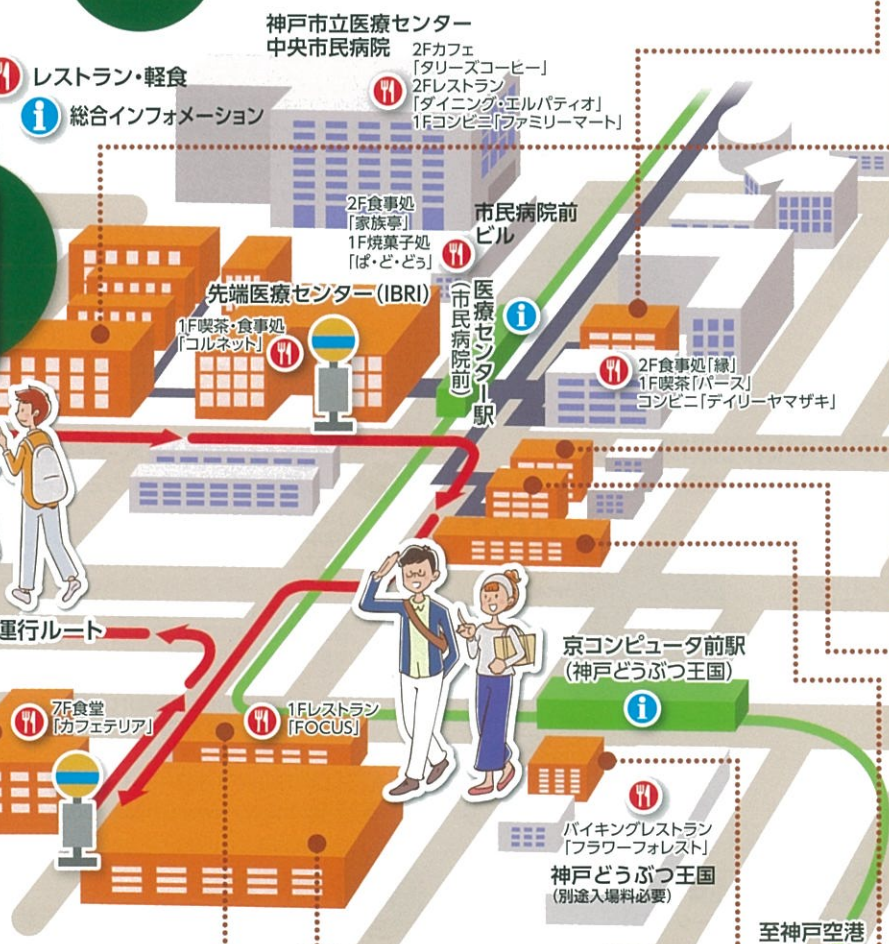 神戸市立医療センター
中央市民病院
2Fカフェ
「タリーズコーヒー」
2Fレストラン
「ダイニング・エルパティオ」
1Fコンビニ「ファミリーマート」
レストラン・軽食
総合インフォメーション
2F食事処
「家族亭」
1F焼菓子処
「ぱ・ど・どぅ」
市民病院前
ビル
先端医療センター(IBRI)
1F喫茶・食事処
「コルネット」
医療センター駅
(市民病院前)
2F食事処「縁」
1F喫茶「パース」
コンビニ「デイリーヤマザキ」
運行ルート
京コンピュータ前駅
(神戸どうぶつ王国)
7F食堂
「カフェテリア」
1Fレストラン
「FOCUS」
バイキングレストラン
「フラワーフォレスト」
神戸どうぶつ王国
(別途入場料必要)
至神戸空港